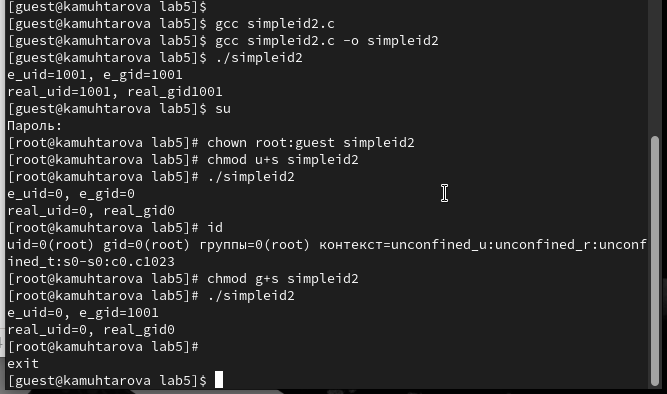 [guest@kamuhtarova lab5]$
[guest@kamuhtarova lab5]$ gcc simpleid2.c
[guest@kamuhtarova lab5]$ gcc simpleid2.c -o simpleid2
[guest@kamuhtarova lab5]$ ./simpleid2
e_uid=1001, e_gid=1001
real_uid=1001, real_gid1001
[guest@kamuhtarova lab5]$ su
Пароль:
[root@kamuhtarova lab5]# chown root:guest simpleid2
[root@kamuhtarova lab5]# chmod u+s simpleid2
[root@kamuhtarova lab5]# ./simpleid2
e_uid=0, e_gid=0
real_uid=0, real_gid0
[root@kamuhtarova lab5]# id
uid=0(root) gid=0(root) группы=0(root) контекст=unconfined_u:unconfined_r:unconf
ined_t:s0-s0:c0.c1023
[root@kamuhtarova lab5]# chmod g+s simpleid2
[root@kamuhtarova lab5]# ./simpleid2
e_uid=0, e_gid=1001
real_uid=0, real_gid0
[root@kamuhtarova lab5]#
exit
[guest@kamuhtarova lab5]$